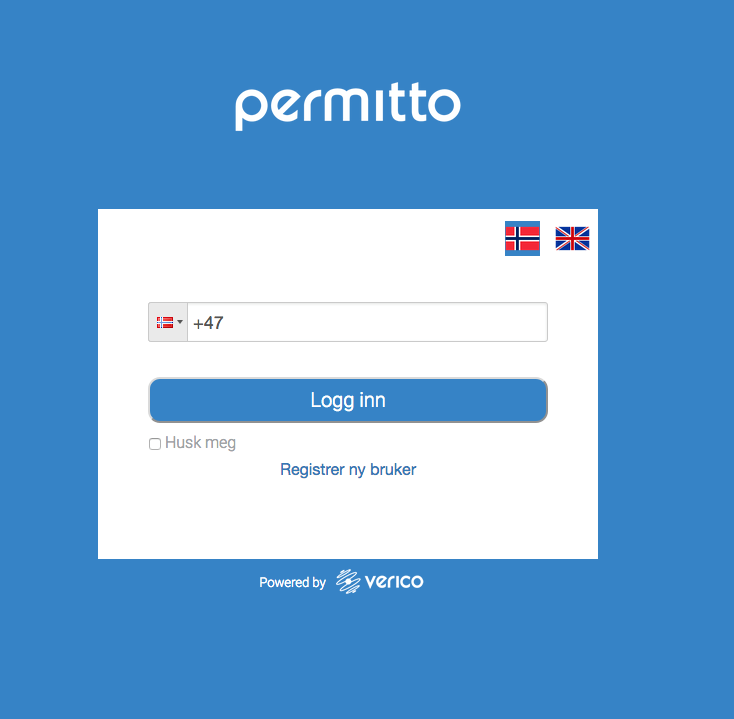 permitto
+47
Logg inn
Husk meg
Registrer ny bruker
Powered by verico